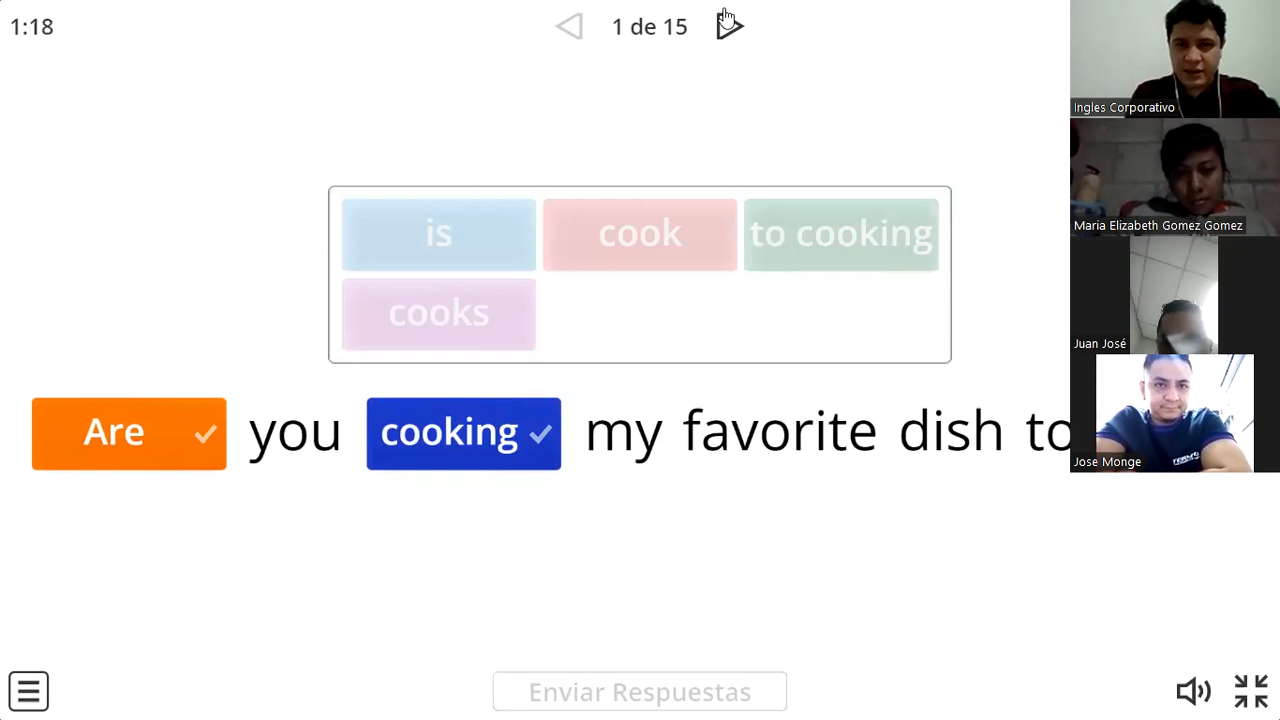 1:18
1 de 15
Ingles Corporativo
is cook to cooking
Maria Elizabeth Gomez Gomez
cooks
Juan José
Are you cooking my favorite dish
Jose Monge
Enviar Respuestas